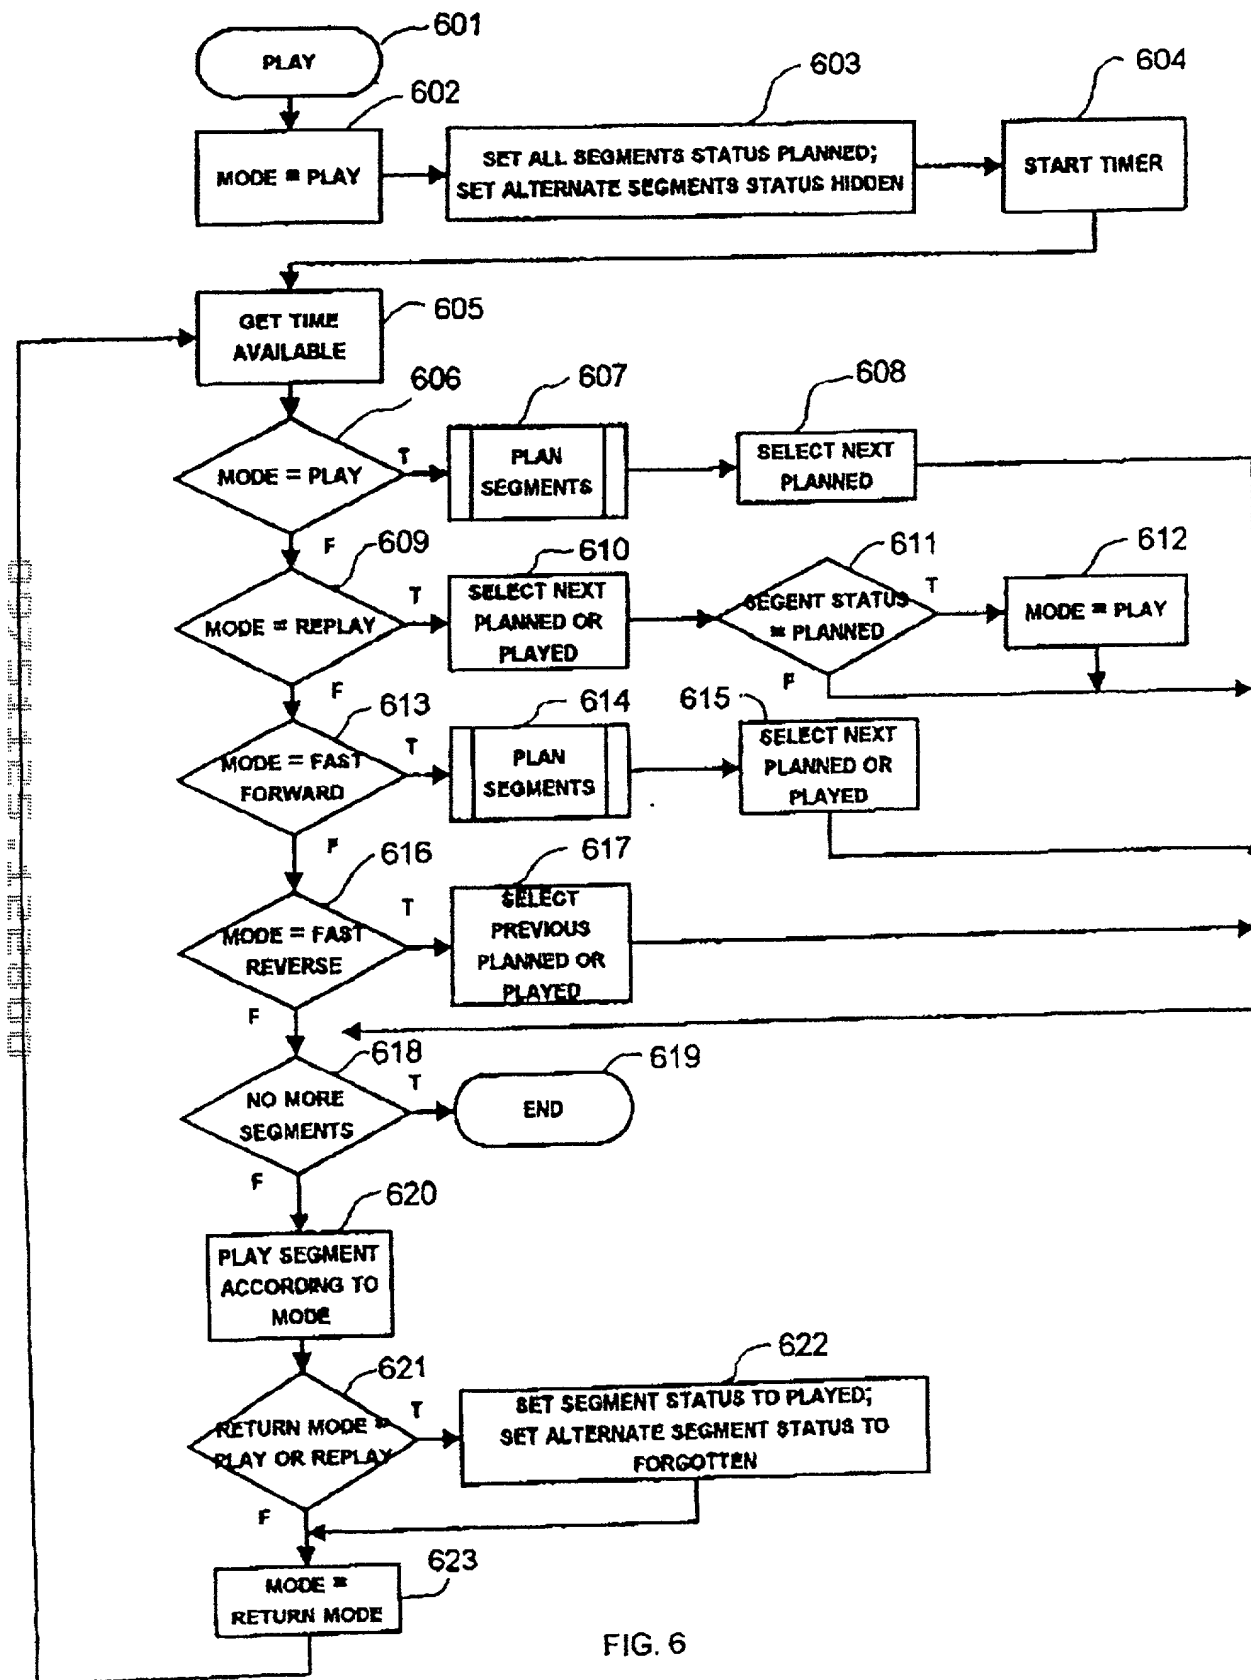 601
PLAY
602
603
604
MODE = PLAY
SET ALL SEGMENTS STATUS PLANNED;
SET ALTERNATE SEGMENTS STATUS HIDDEN
START TIMER
605
GET TIME
AVAILABLE
606
607
608
MODE = PLAY
T
PLAN
SEGMENTS
SELECT NEXT
PLANNED
F
609
610
611
612
MODE = REPLAY
T
SELECT NEXT
PLANNED OR
PLAYED
SEGENT STATUS
= PLANNED
T
MODE = PLAY
F
F
613
614
615
MODE = FAST
FORWARD
T
PLAN
SEGMENTS
SELECT NEXT
PLANNED OR
PLAYED
F
616
617
MODE = FAST
REVERSE
T
SELECT
PREVIOUS
PLANNED OR
PLAYED
F
618
619
NO MORE
SEGMENTS
T
END
F
620
PLAY SEGMENT
ACCORDING TO
MODE
621
622
RETURN MODE =
PLAY OR REPLAY
T
SET SEGMENT STATUS TO PLAYED;
SET ALTERNATE SEGMENT STATUS TO
FORGOTTEN
F
623
MODE =
RETURN MODE
FIG. 6